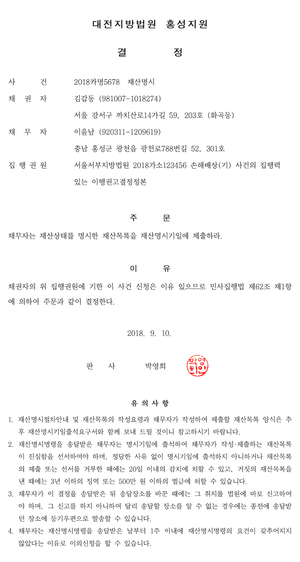 대전지방법원 홍성지원
결 정
사 건 2018카명5678 재산명시
채 권 자 김갑동 (981007-1018274)
서울 강서구 까치산로14가길 59, 203호 (화곡동)
채 무 자 이을남 (920311-1209619)
충남 홍성군 광천읍 광천로788번길 52, 301호
집 행 권 원 서울서부지방법원 2018가소123456 손해배상(기) 사건의 집행력
있는 이행권고결정정본
주 문
채무자는 재산상태를 명시한 재산목록을 재산명시기일에 제출하라.
이 유
채권자의 위 집행권원에 기한 이 사건 신청은 이유 있으므로 민사집행법 제62조 제1항
에 의하여 주문과 같이 결정한다.
2018. 9. 10.
판 사 박영희
유 의 사 항
1. 재산명시절차안내 및 재산목록의 작성요령과 채무자가 작성하여 제출할 재산목록 양식은 추
후 재산명시기일출석요구서와 함께 보내 드릴 것이니 참고하시기 바랍니다.
2. 재산명시명령을 송달받은 채무자는 명시기일에 출석하여 채무자가 작성·제출하는 재산목록
이 진실함을 선서하여야 하며, 정당한 사유 없이 명시기일에 출석하지 아니하거나 재산목록
의 제출 또는 선서를 거부한 때에는 20일 이내의 감치에 처할 수 있고, 거짓의 재산목록을
낸 때에는 3년 이하의 징역 또는 500만 원 이하의 벌금에 처할 수 있습니다.
3. 채무자가 이 결정을 송달받은 뒤 송달장소를 바꾼 때에는 그 취지를 법원에 바로 신고하여
야 하며, 그 신고를 하지 아니하여 달리 송달할 장소를 알 수 없는 경우에는 종전에 송달받
던 장소에 등기우편으로 발송할 수 있습니다.
4. 채무자는 재산명시명령을 송달받은 날부터 1주 이내에 재산명시명령의 요건이 갖추어지지
않았다는 이유로 이의신청을 할 수 있습니다.